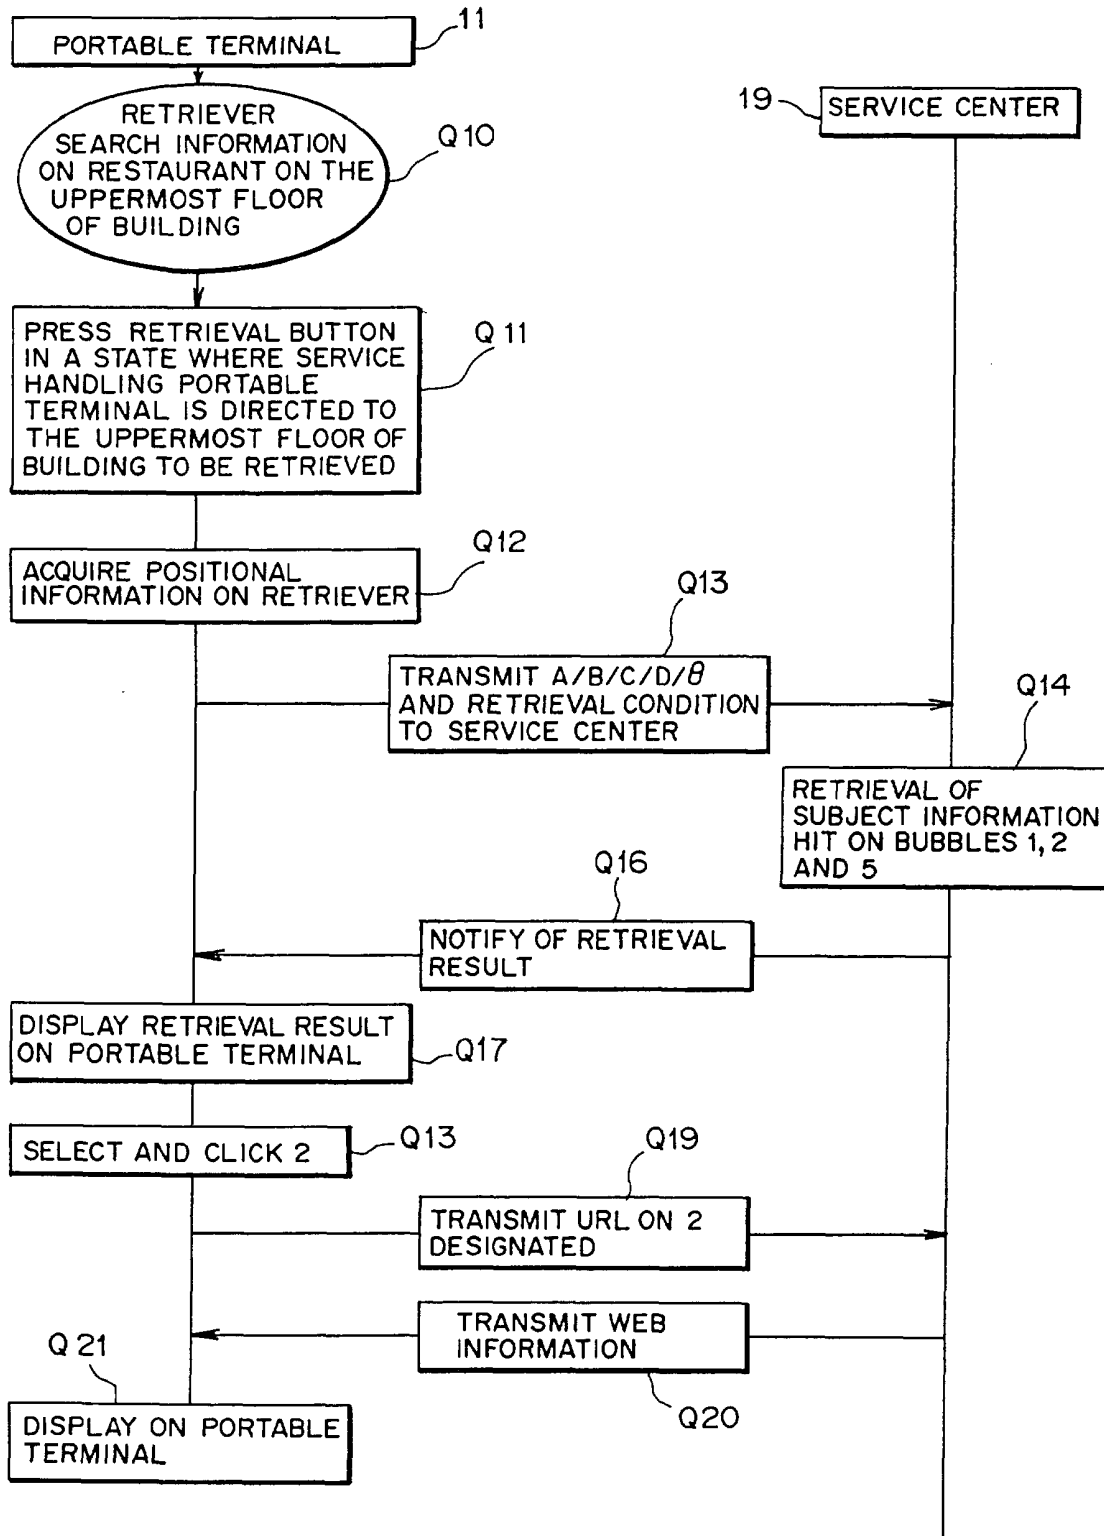 11
PORTABLE TERMINAL
19
SERVICE CENTER
RETRIEVER
SEARCH INFORMATION
ON RESTAURANT ON THE
UPPERMOST FLOOR
OF BUILDING
Q10
PRESS RETRIEVAL BUTTON
IN A STATE WHERE SERVICE
HANDLING PORTABLE
TERMINAL IS DIRECTED TO
THE UPPERMOST FLOOR OF
BUILDING TO BE RETRIEVED
Q11
ACQUIRE POSITIONAL
INFORMATION ON RETRIEVER
Q12
Q13
TRANSMIT A/B/C/D/θ
AND RETRIEVAL CONDITION
TO SERVICE CENTER
Q14
RETRIEVAL OF
SUBJECT INFORMATION
HIT ON BUBBLES 1, 2
AND 5
Q16
NOTIFY OF RETRIEVAL
RESULT
DISPLAY RETRIEVAL RESULT
ON PORTABLE TERMINAL
Q17
SELECT AND CLICK 2
Q13
Q19
TRANSMIT URL ON 2
DESIGNATED
TRANSMIT WEB
INFORMATION
Q20
Q21
DISPLAY ON PORTABLE
TERMINAL